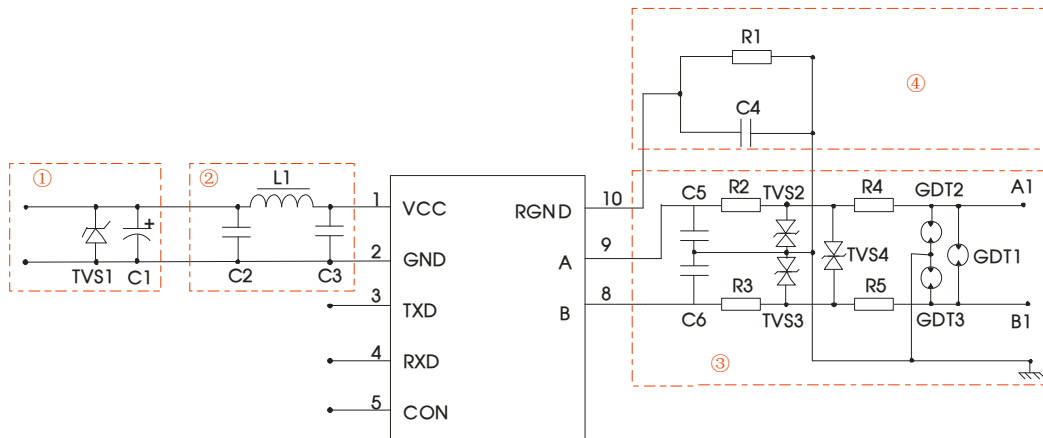 R1
④
C4
①
②
L1
1
VCC
RGND
10
C5
R2
TVS2
R4
GDT2
A1
TVS1
+
C1
C2
C3
2
GND
9
A
TVS4
GDT1
3
TXD
8
B
C6
R3
TVS3
R5
GDT3
B1
4
RXD
③
5
CON